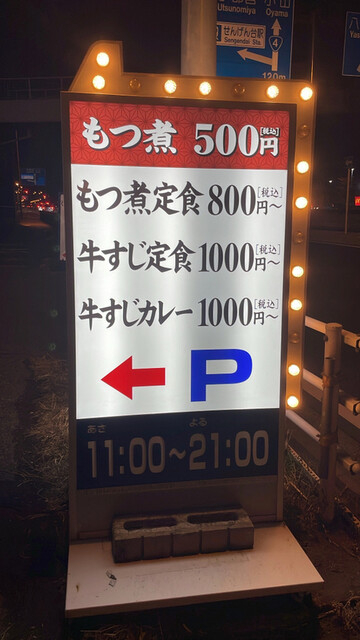 小山
Utsunomiya
Oyama
せんげん台駅
Sengendai Sta
4
120m
もつ煮 500円[税込]
もつ煮定食 800円～[税込]
牛すじ定食 1000円～[税込]
牛すじカレー 1000円～[税込]
← P
あさ よる
11:00～21:00